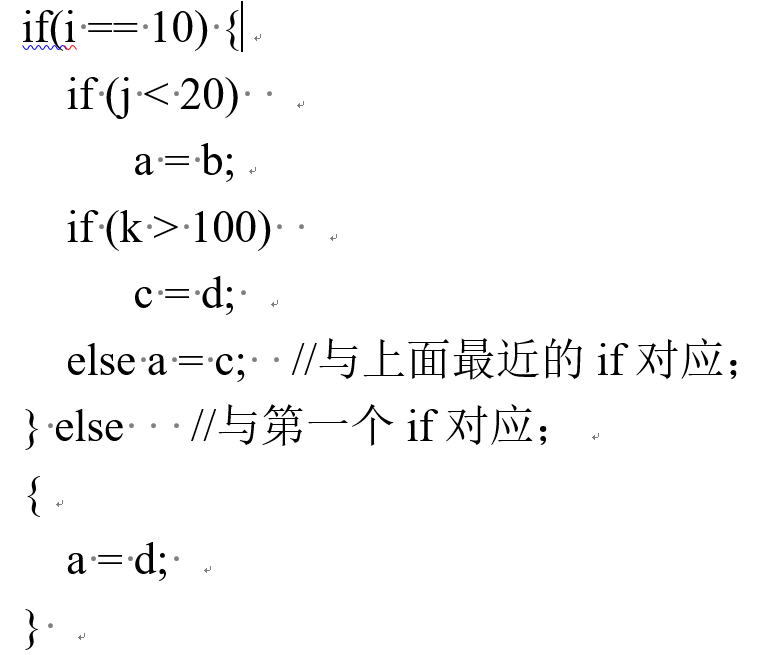 if(i == 10) {
if (j < 20)
a = b;
if (k > 100)
c = d;
else a = c;   //与上面最近的 if 对应；
} else    //与第一个 if 对应；
{
a = d;
}